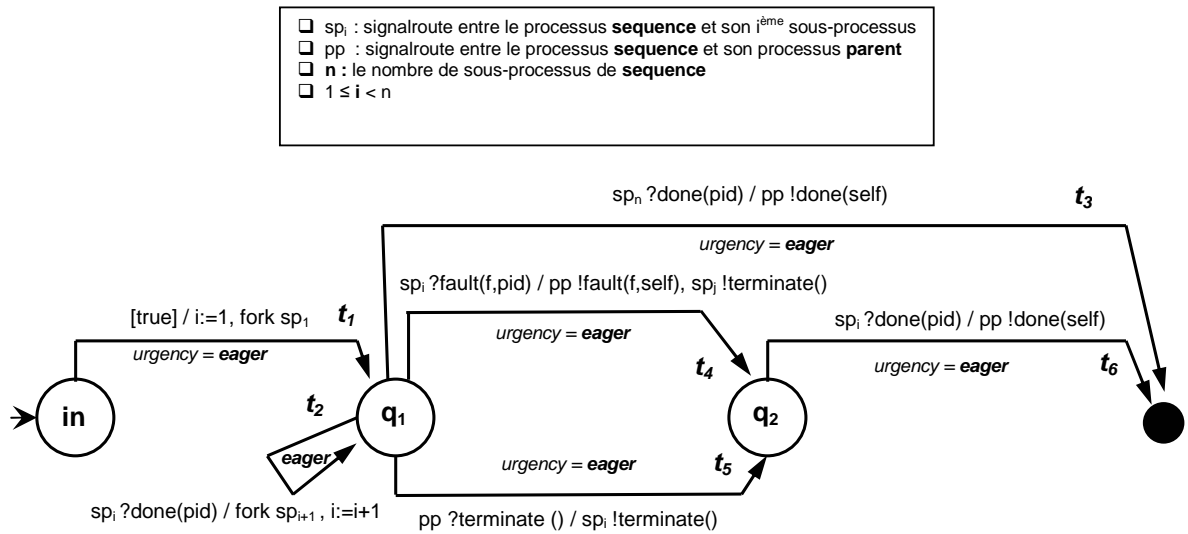 ❑ spᵢ : signalroute entre le processus sequence et son iᵉ̀ᵐᵉ sous-processus
❑ pp : signalroute entre le processus sequence et son processus parent
❑ n : le nombre de sous-processus de sequence
❑ 1 ≤ i < n
spₙ ?done(pid) / pp !done(self)
t₃
urgency = eager
spᵢ ?fault(f,pid) / pp !fault(f,self), spⱼ !terminate()
[true] / i:=1, fork sp₁
t₁
urgency = eager
urgency = eager
t₄
spᵢ ?done(pid) / pp !done(self)
urgency = eager
t₆
in
t₂
q₁
q₂
eager
urgency = eager
t₅
spᵢ ?done(pid) / fork spᵢ₊₁ , i:=i+1
pp ?terminate () / spᵢ !terminate()